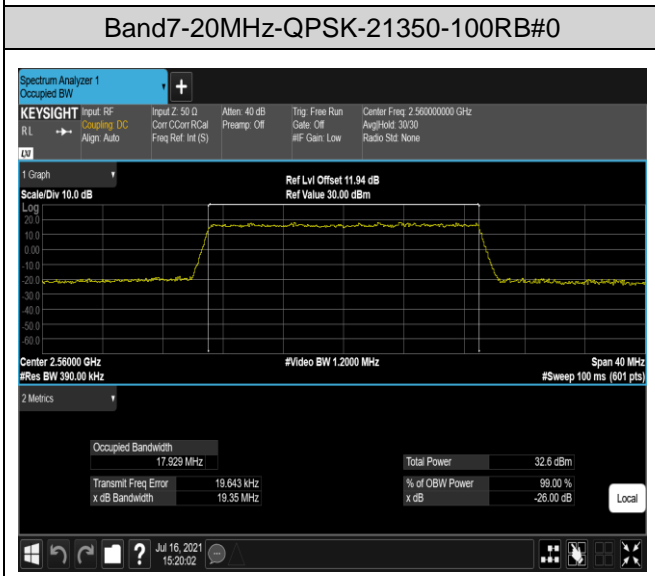 Band7-20MHz-QPSK-21350-100RB#0
Spectrum Analyzer 1
Occupied BW
+
KEYSIGHT Input: RF Input Z: 50 Ω Atten: 40 dB Trig: Free Run Center Freq: 2.560000000 GHz
RL Coupling: DC Corr CCorr RCal Preamp: Off Gate: Off Avg|Hold: 30/30
Align: Auto Freq Ref: Int (S) #IF Gain: Low Radio Std: None
LXI
1 Graph
Ref Lvl Offset 11.94 dB
Scale/Div 10.0 dB Ref Value 30.00 dBm
Log
20.0
10.0
0.00
-10.0
-20.0
-30.0
-40.0
-50.0
-60.0
Center 2.56000 GHz #Video BW 1.2000 MHz Span 40 MHz
#Res BW 390.00 kHz #Sweep 100 ms (601 pts)
2 Metrics
Occupied Bandwidth
17.929 MHz Total Power 32.6 dBm
Transmit Freq Error 19.643 kHz % of OBW Power 99.00 %
x dB Bandwidth 19.35 MHz x dB -26.00 dB
Local
? Jul 16, 2021
15:20:02